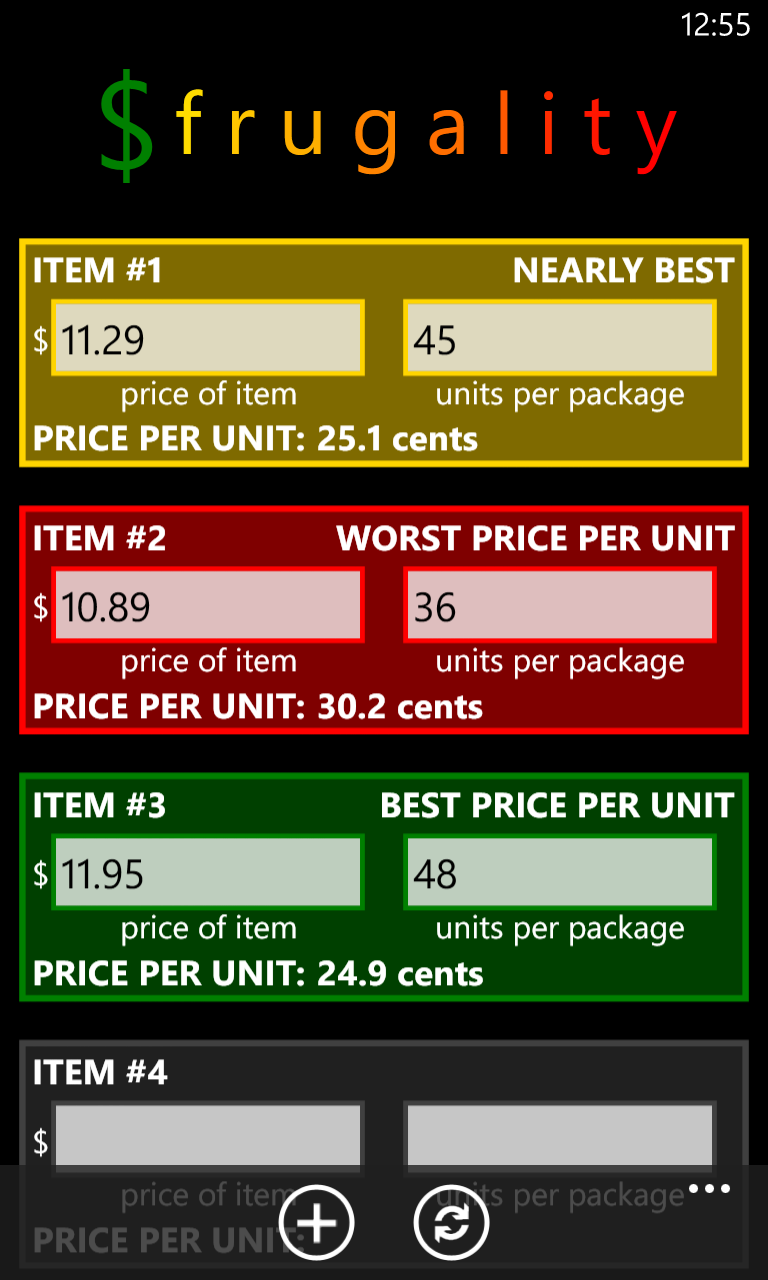 12:55
$frugality
ITEM #1 NEARLY BEST
$ 11.29 45
price of item units per package
PRICE PER UNIT: 25.1 cents
ITEM #2 WORST PRICE PER UNIT
$ 10.89 36
price of item units per package
PRICE PER UNIT: 30.2 cents
ITEM #3 BEST PRICE PER UNIT
$ 11.95 48
price of item units per package
PRICE PER UNIT: 24.9 cents
ITEM #4
$
price of item units per package
PRICE PER UNIT: